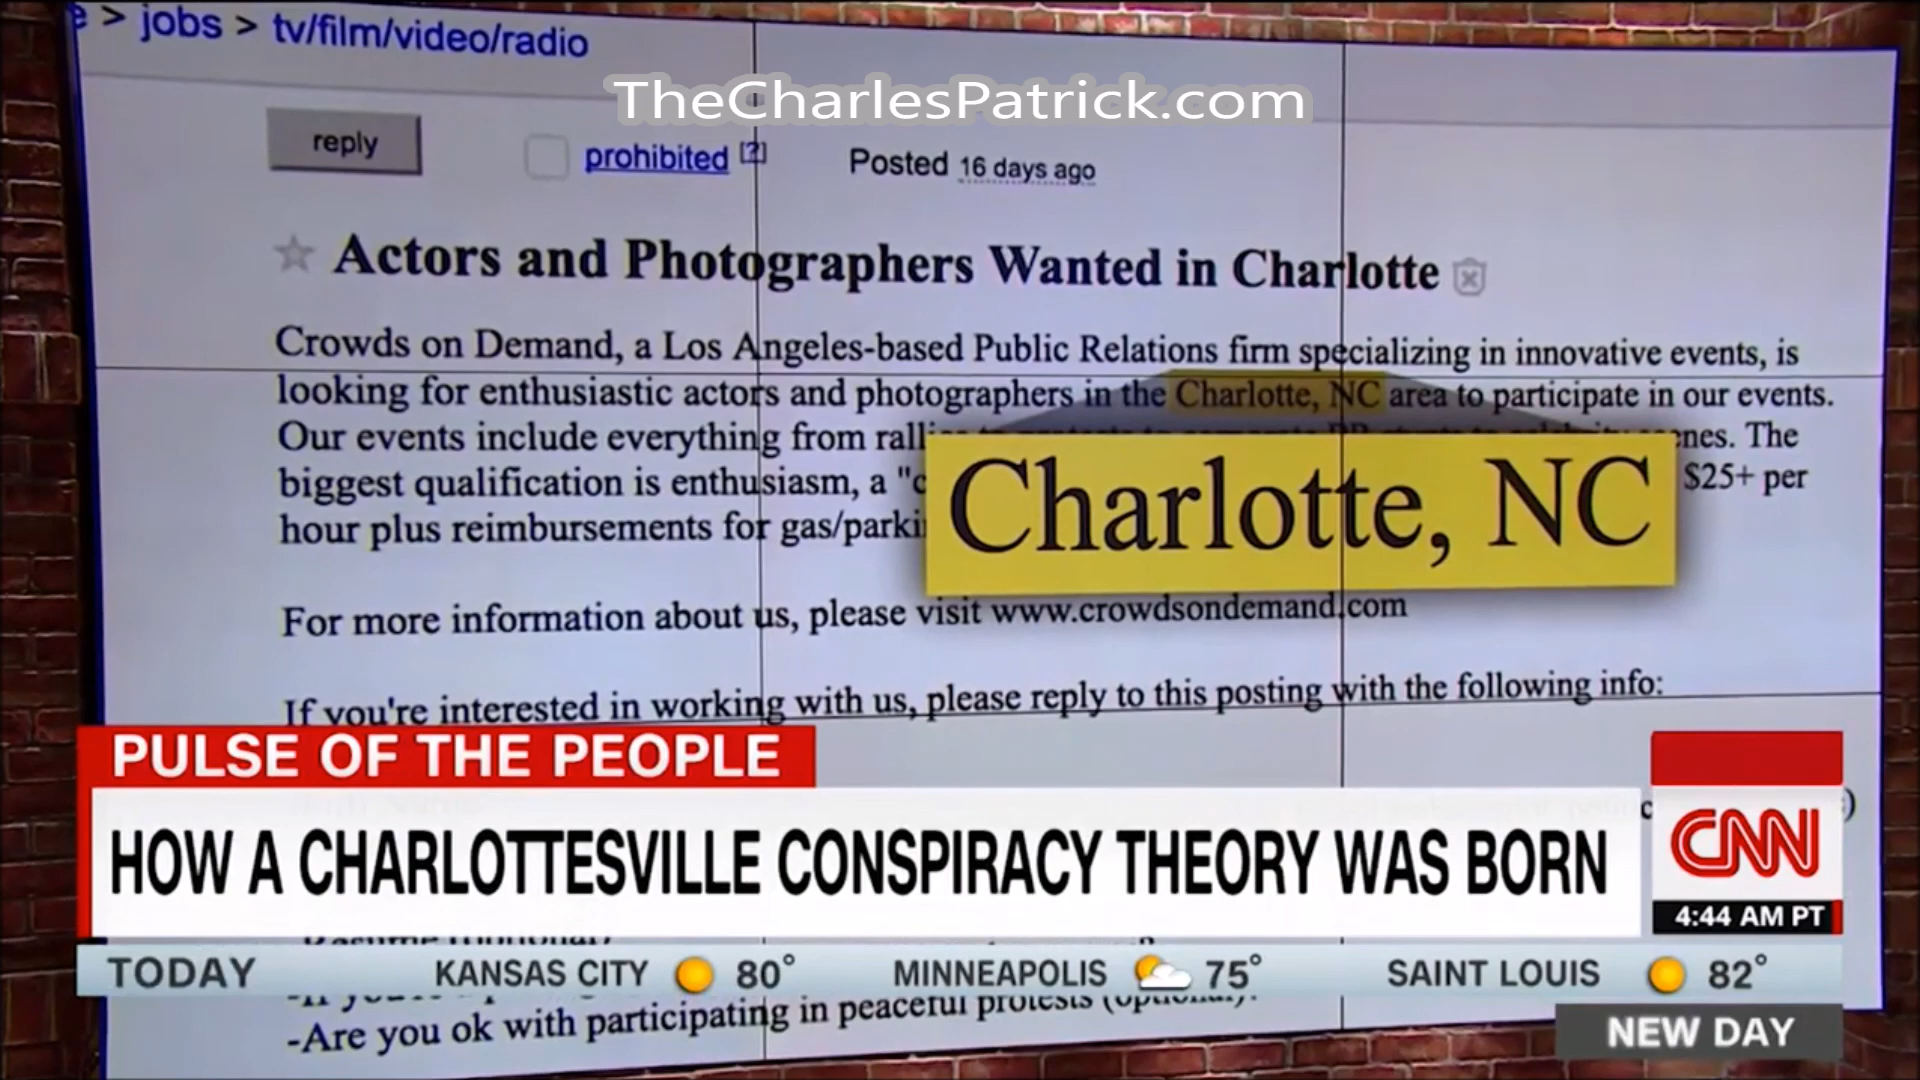 > jobs > tv/film/video/radio
TheCharlesPatrick.com
reply
prohibited [?]
Posted 16 days ago
Actors and Photographers Wanted in Charlotte
Crowds on Demand, a Los Angeles-based Public Relations firm specializing in innovative events, is
looking for enthusiastic actors and photographers in the Charlotte, NC area to participate in our events.
Our events include everything from The
biggest qualification is enthusiasm, a $25+ per
hour plus reimbursements for
Charlotte, NC
For more information about us, please visit www.crowdsondemand.com
If you're interested in working with us, please reply to this posting with the following info:
PULSE OF THE PEOPLE
HOW A CHARLOTTESVILLE CONSPIRACY THEORY WAS BORN
CNN
4:44 AM PT
TODAY KANSAS CITY 80° MINNEAPOLIS 75° SAINT LOUIS 82°
-Are you ok with participating in peaceful protests
NEW DAY